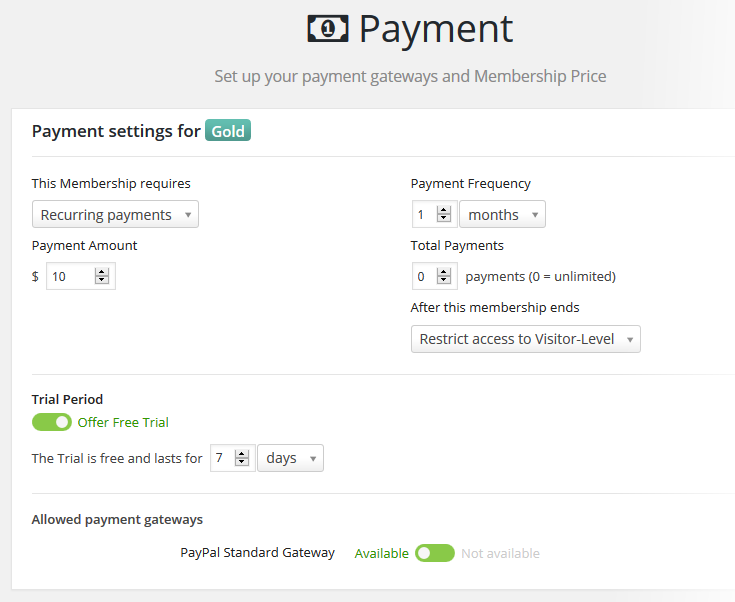 Payment
Set up your payment gateways and Membership Price
Payment settings for Gold
This Membership requires
Payment Frequency
Recurring payments
1 months
Payment Amount
Total Payments
$ 10
0 payments (0 = unlimited)
After this membership ends
Restrict access to Visitor-Level
Trial Period
Offer Free Trial
The Trial is free and lasts for 7 days
Allowed payment gateways
PayPal Standard Gateway Available Not available